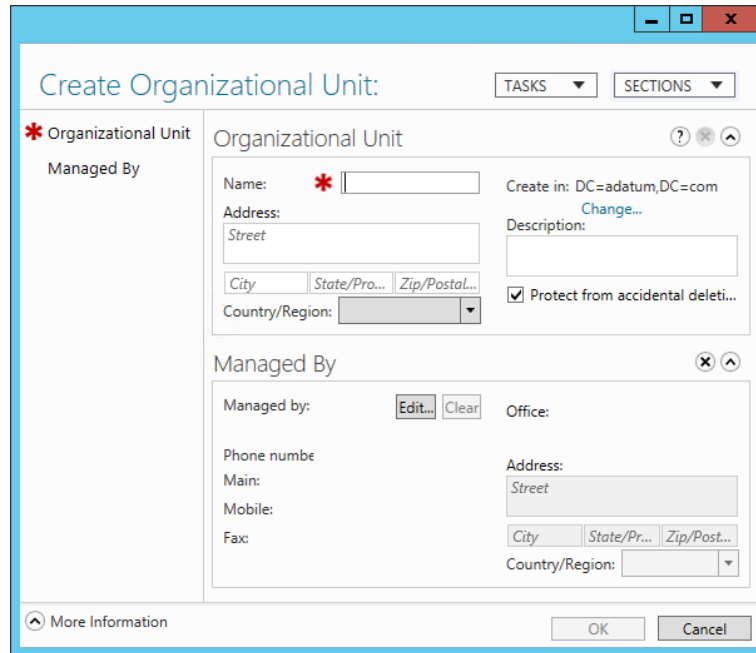 Create Organizational Unit:
TASKS
SECTIONS
Organizational Unit
Managed By
Organizational Unit
Name:
Create in: DC=adatum,DC=com
Change...
Address:
Street
Description:
City State/Pro... Zip/Postal...
Protect from accidental deleti...
Country/Region:
Managed By
Managed by:
Edit...
Clear
Office:
Phone numbe
Main:
Mobile:
Fax:
Address:
Street
City State/Pr... Zip/Post...
Country/Region:
More Information
OK
Cancel